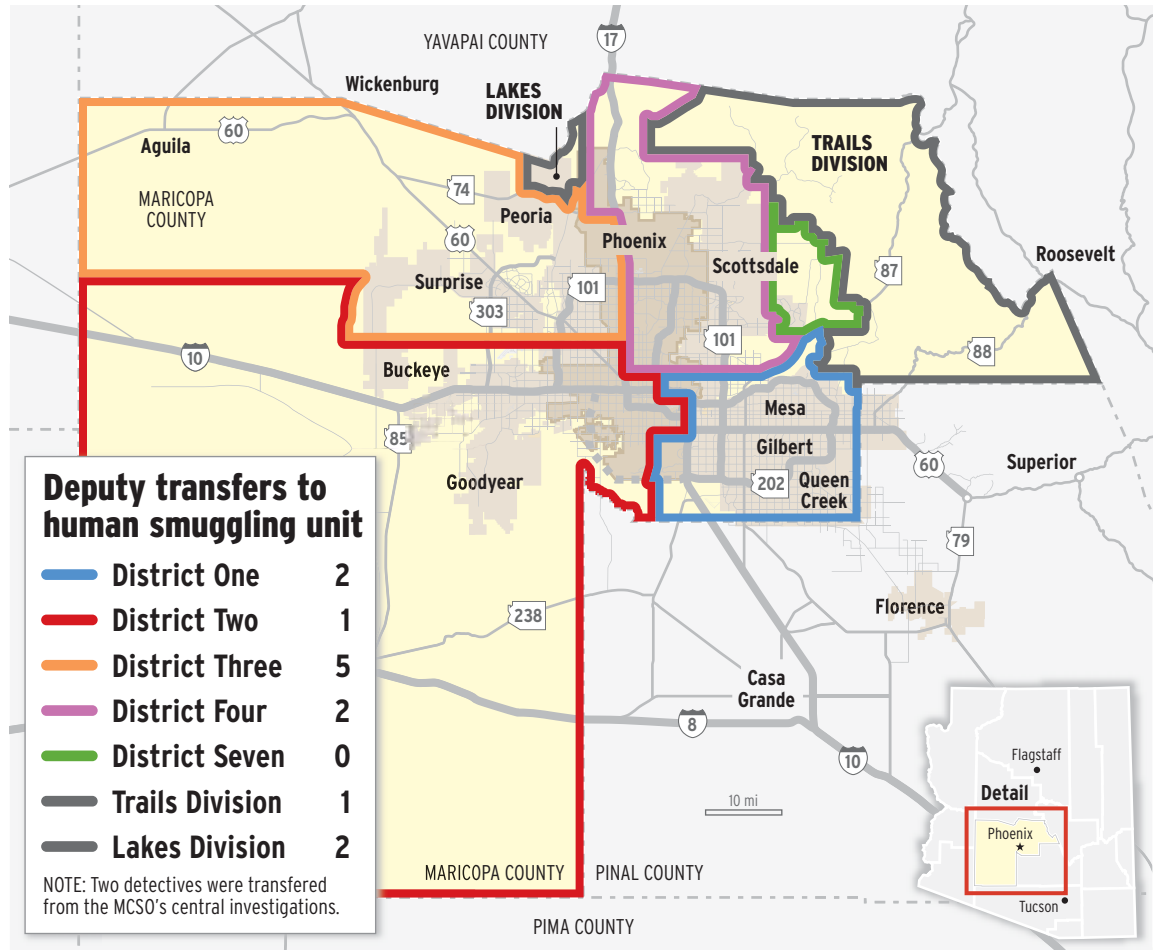 YAVAPAI COUNTY
17
Wickenburg
LAKES
DIVISION
60
Aguila
TRAILS
DIVISION
MARICOPA
COUNTY
74
Peoria
60
Phoenix
Scottsdale
Roosevelt
87
Surprise
101
303
101
10
88
Buckeye
Mesa
85
Gilbert
60
Superior
Goodyear
202
Queen
Creek
79
Florence
238
Casa
Grande
8
10
10 mi
MARICOPA COUNTY
PINAL COUNTY
PIMA COUNTY
Deputy transfers to
human smuggling unit
District One 2
District Two 1
District Three 5
District Four 2
District Seven 0
Trails Division 1
Lakes Division 2
NOTE: Two detectives were transfered
from the MCSO's central investigations.
Flagstaff
Detail
Phoenix
Tucson